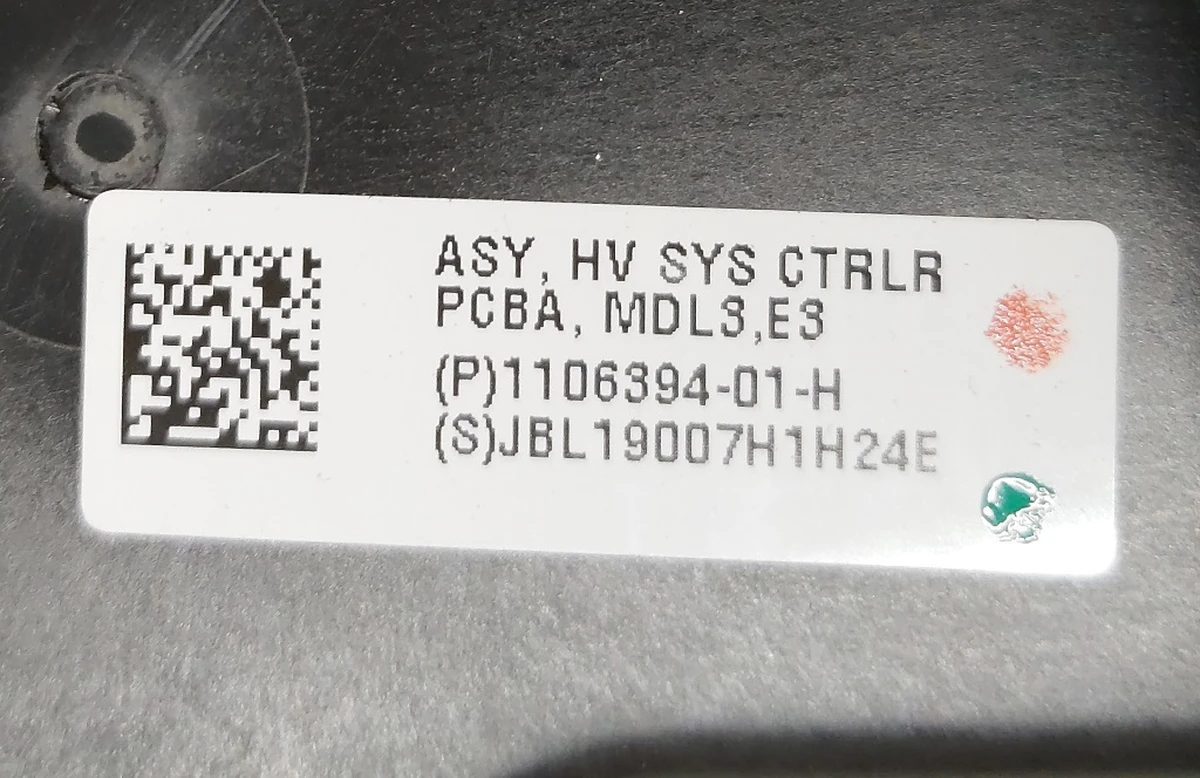 ASY, HV SYS CTRLR
PCBA, MDL3,E3
(P)1106394-01-H
(S)JBL19007H1H24E